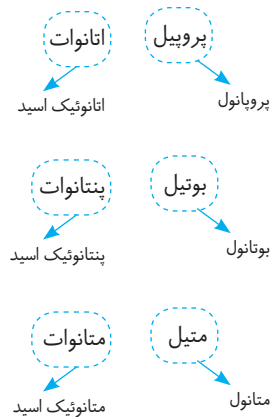 پروپیل اتانوات
پروپانول اتانوئیک اسید
بوتیل پنتانوات
بوتانول پنتانوئیک اسید
متیل متانوات
متانول متانوئیک اسید